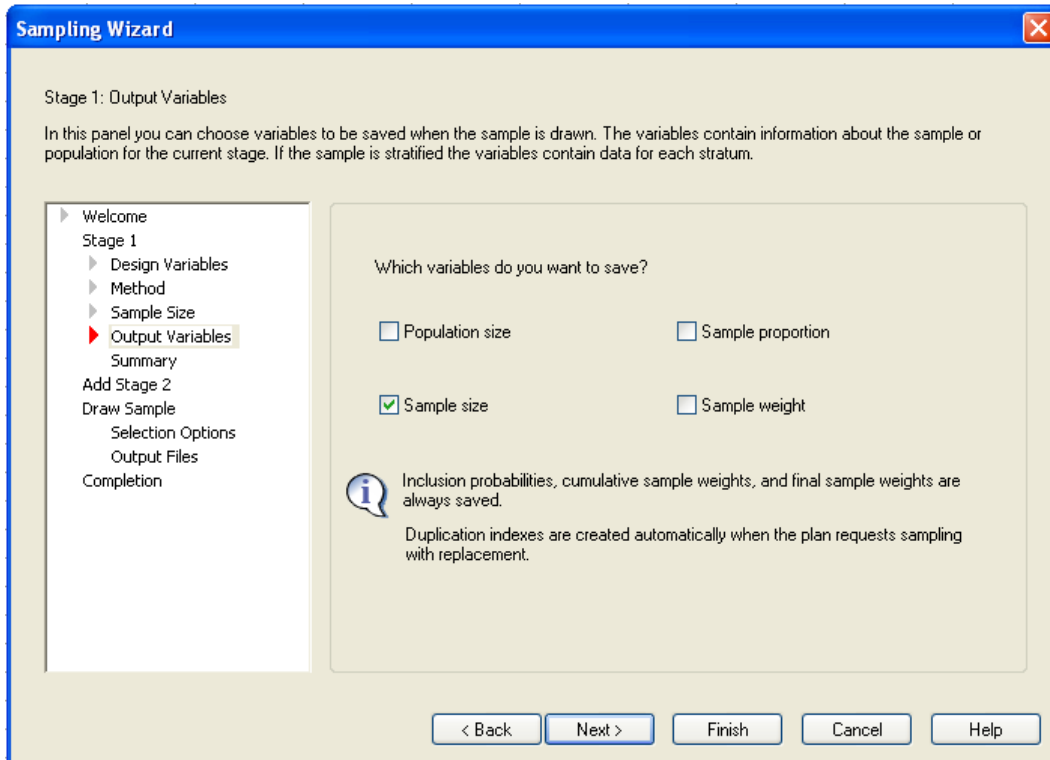 Sampling Wizard
Stage 1: Output Variables
In this panel you can choose variables to be saved when the sample is drawn. The variables contain information about the sample or
population for the current stage. If the sample is stratified the variables contain data for each stratum.
Welcome
Stage 1
Design Variables
Method
Sample Size
Output Variables
Summary
Add Stage 2
Draw Sample
Selection Options
Output Files
Completion
Which variables do you want to save?
Population size
Sample proportion
Sample size
Sample weight
Inclusion probabilities, cumulative sample weights, and final sample weights are
always saved.
Duplication indexes are created automatically when the plan requests sampling
with replacement.
< Back
Next >
Finish
Cancel
Help